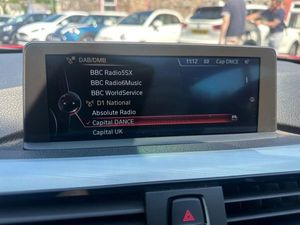 DAB/DMB
11:12 Cap DNCE
BBC Radio5SX
BBC Radio6Music
BBC WorldService
D1 National
Absolute Radio
Capital DANCE
Capital UK